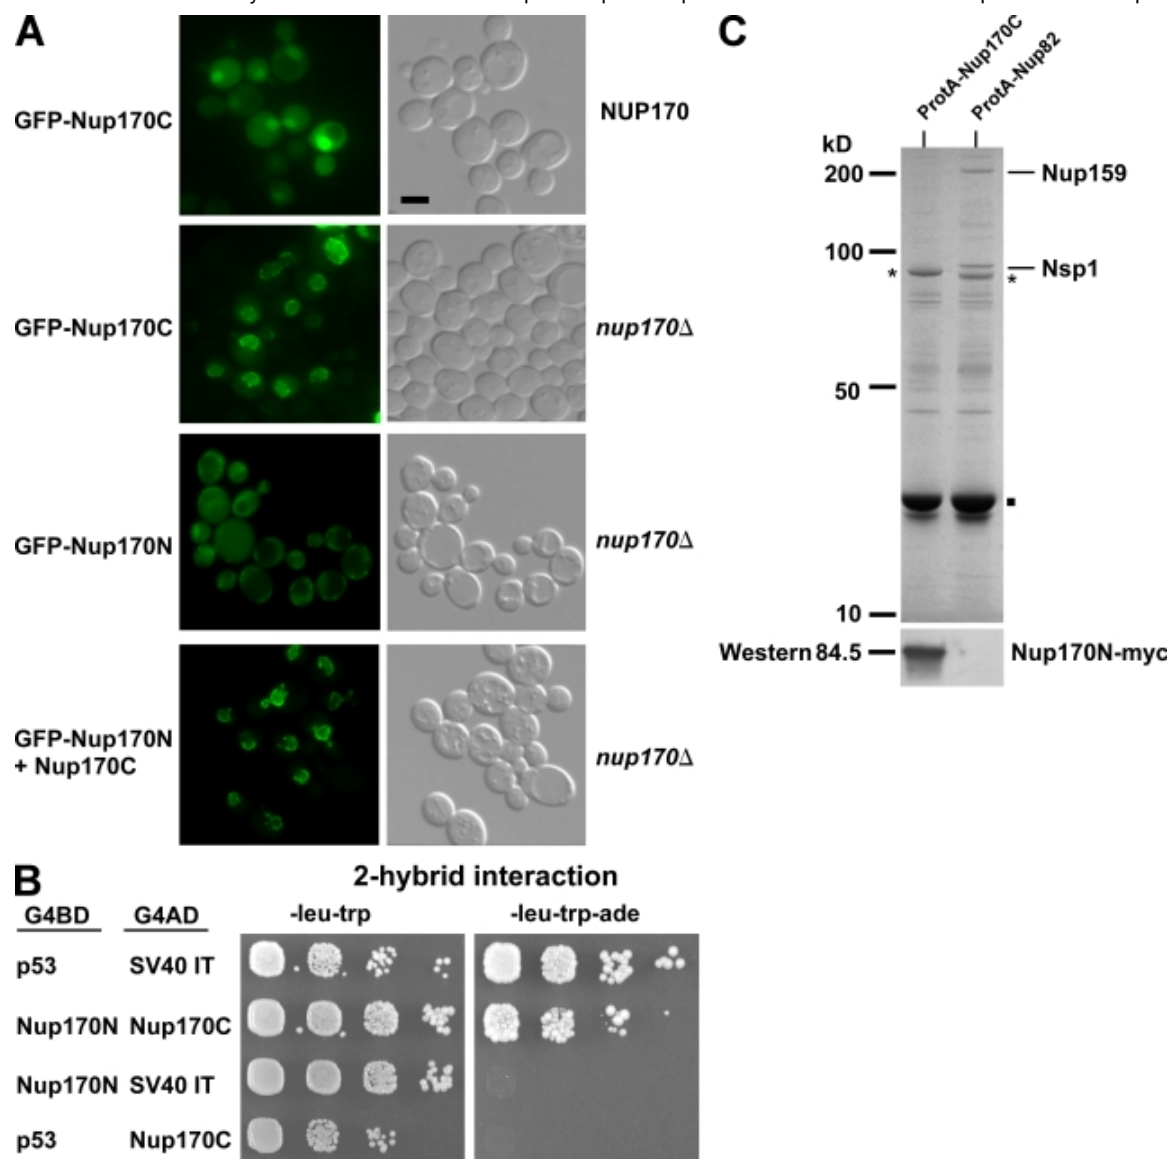 A
GFP-Nup170C
NUP170
GFP-Nup170C
nup170Δ
GFP-Nup170N
nup170Δ
GFP-Nup170N
+ Nup170C
nup170Δ
B
2-hybrid interaction
G4BD G4AD -leu-trp -leu-trp-ade
p53 SV40 lT
Nup170N Nup170C
Nup170N SV40 lT
p53 Nup170C
C
ProtA-Nup170C
ProtA-Nup82
kD
200 Nup159
100
* Nsp1
*
50
10
Western 84.5 Nup170N-myc